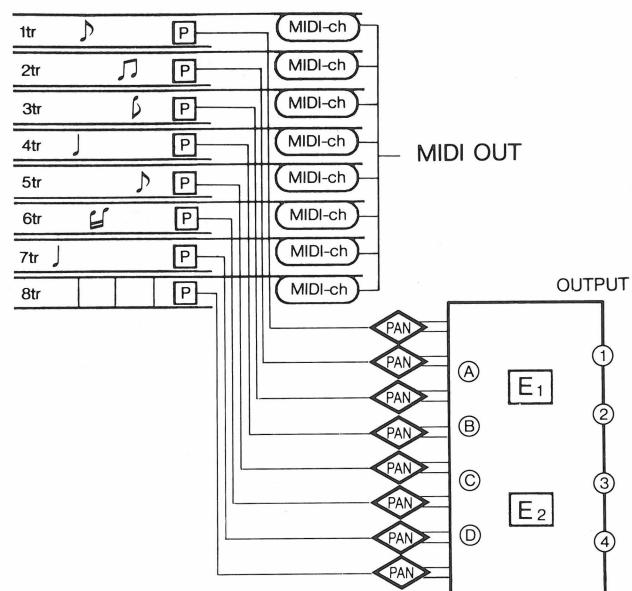 1tr P MIDI-ch
2tr P MIDI-ch
3tr P MIDI-ch
4tr P MIDI-ch
MIDI OUT
5tr P MIDI-ch
6tr P MIDI-ch
7tr P MIDI-ch
8tr P MIDI-ch
OUTPUT
PAN
PAN
PAN
PAN
PAN
PAN
PAN
PAN
A
B
C
D
E1
E2
1
2
3
4